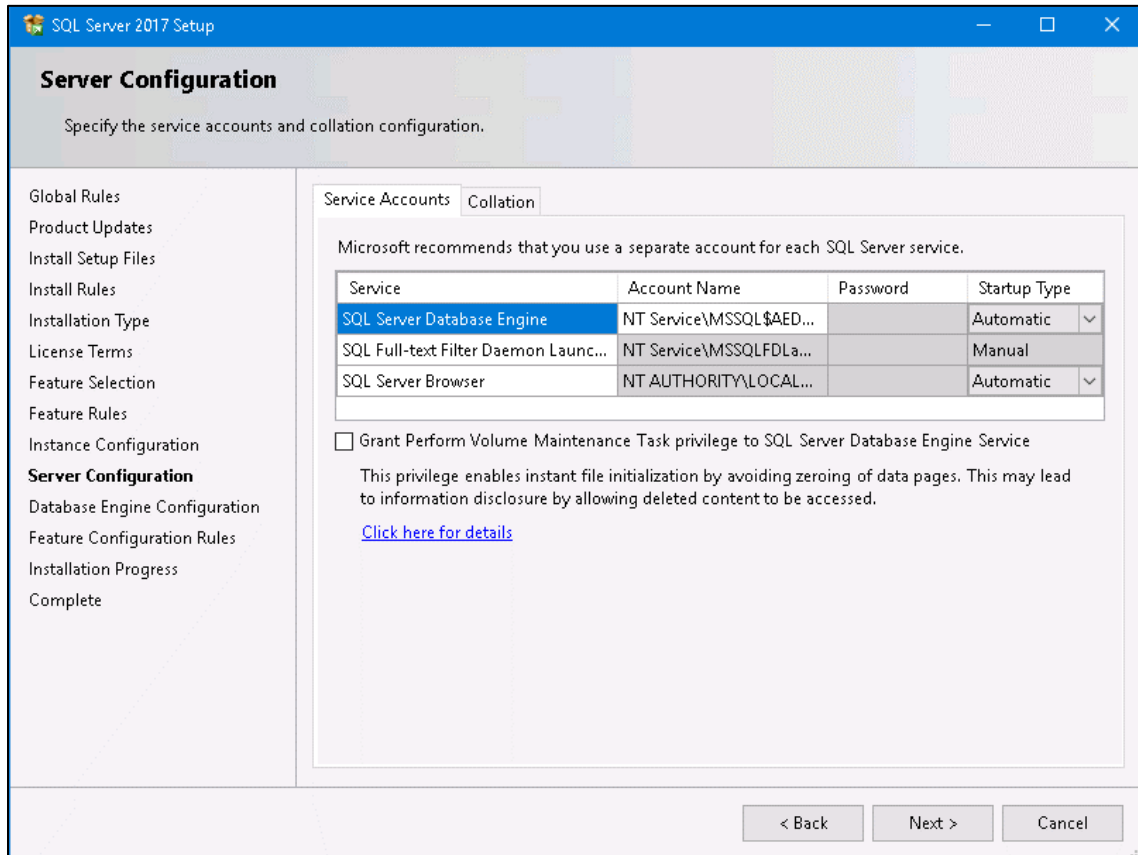 SQL Server 2017 Setup
Server Configuration
Specify the service accounts and collation configuration.
Global Rules
Product Updates
Install Setup Files
Install Rules
Installation Type
License Terms
Feature Selection
Feature Rules
Instance Configuration
Server Configuration
Database Engine Configuration
Feature Configuration Rules
Installation Progress
Complete
Service Accounts Collation
Microsoft recommends that you use a separate account for each SQL Server service.
Service Account Name Password Startup Type
SQL Server Database Engine NT Service\MSSQL$AED... Automatic
SQL Full-text Filter Daemon Launc... NT Service\MSSQLFDLa... Manual
SQL Server Browser NT AUTHORITY\LOCAL... Automatic
Grant Perform Volume Maintenance Task privilege to SQL Server Database Engine Service
This privilege enables instant file initialization by avoiding zeroing of data pages. This may lead
to information disclosure by allowing deleted content to be accessed.
Click here for details
< Back Next > Cancel